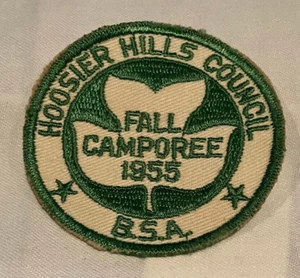 HOOSIER HILLS COUNCIL
FALL
CAMPOREE
1955
B.S.A.